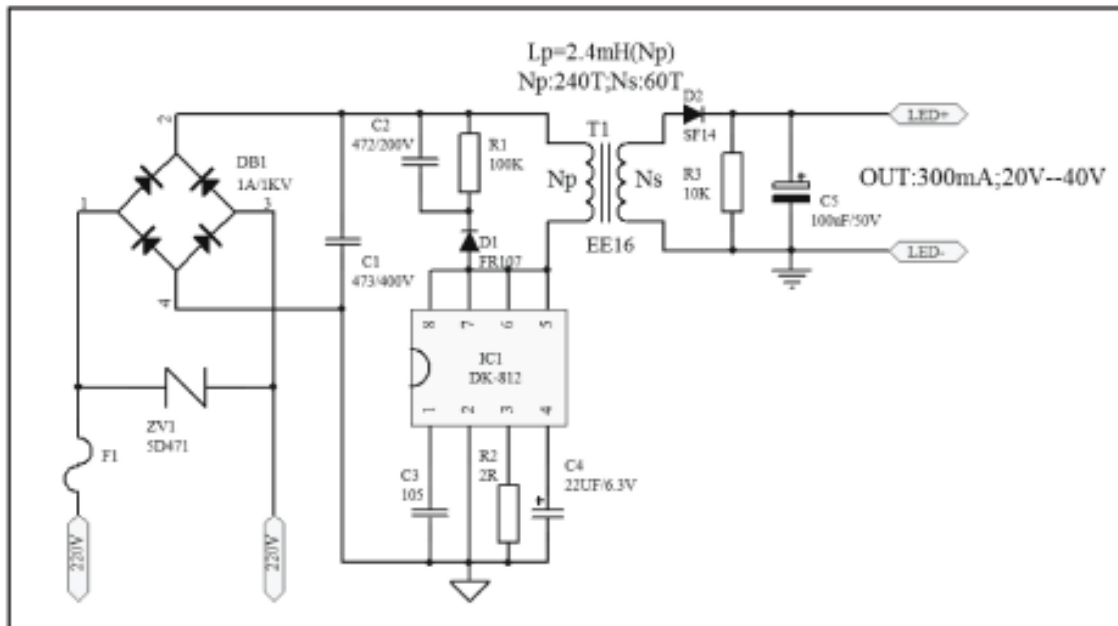 Lp=2.4mH(Np)
Np:240T;Ns:60T
D2
SF14
LED+
2
C2
472/200V
R1
100K
T1
DB1
1A/1KV
Np
Ns
R3
10K
OUT:300mA;20V--40V
C5
100uF/50V
1
3
D1
FR107
EE16
LED-
C1
473/400V
4
8
7
6
5
IC1
DK-812
1
2
3
4
ZV1
5D471
F1
C3
105
R2
2R
C4
22UF/6.3V
220V
220V